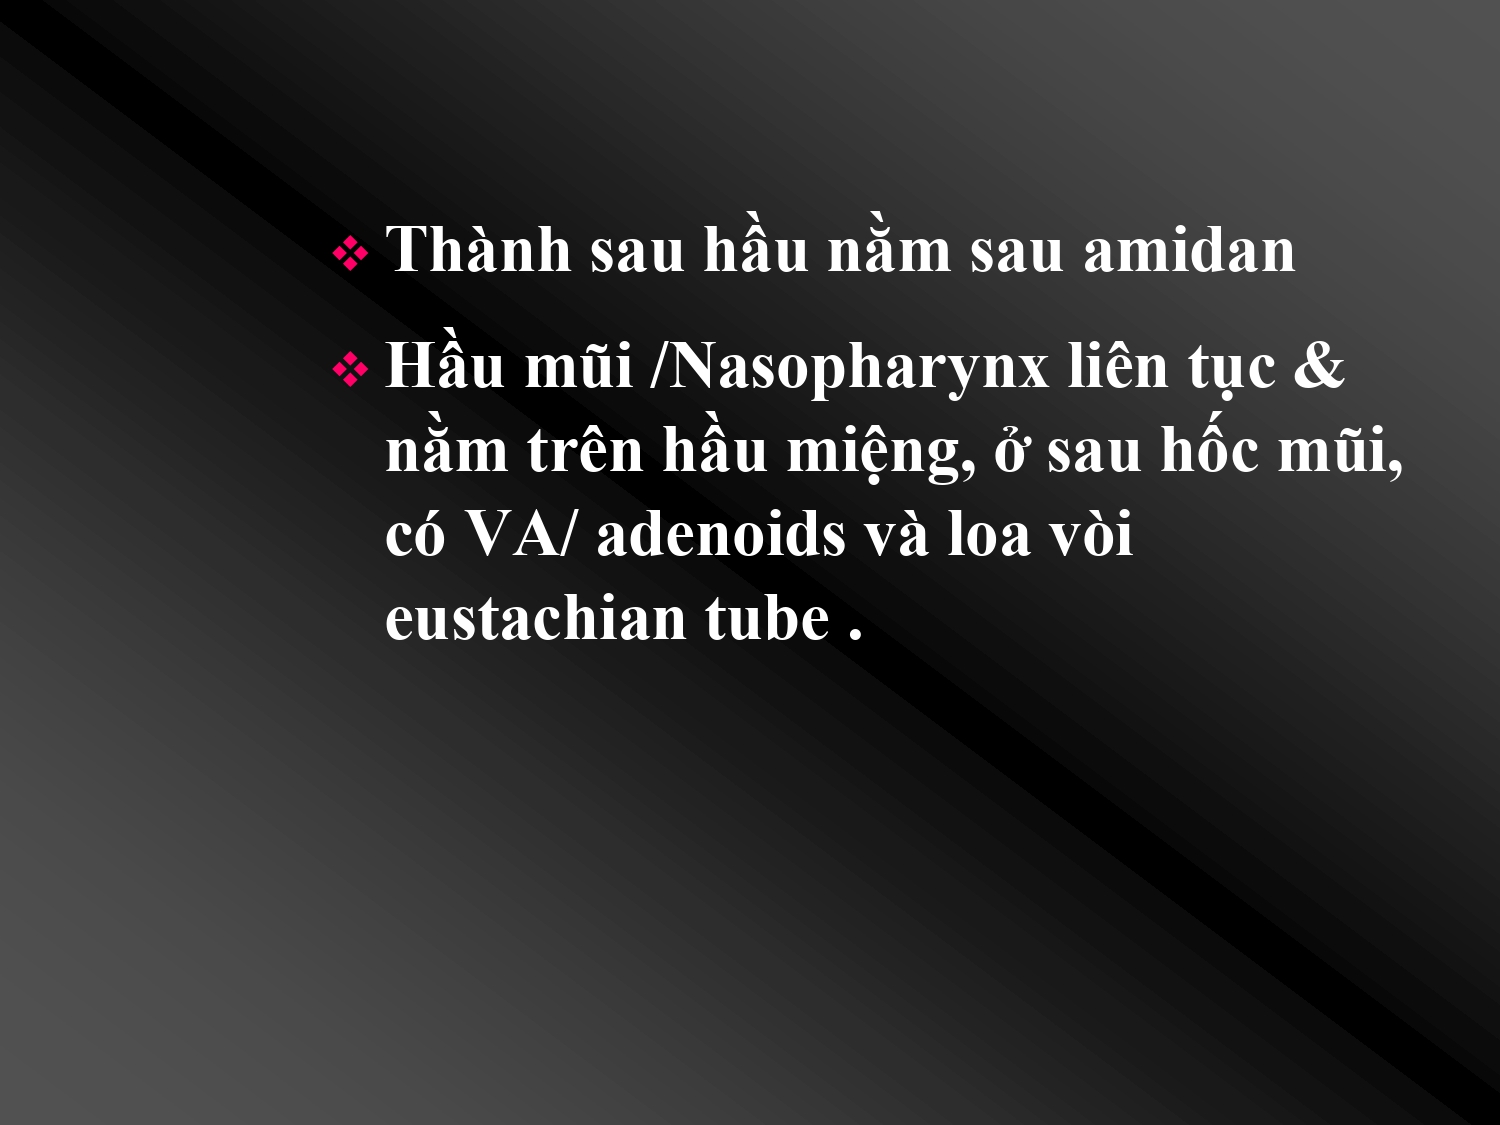 ❖ Thành sau hầu nằm sau amidan
❖ Hầu mũi /Nasopharynx liên tục &
nằm trên hầu miệng, ở sau hốc mũi,
có VA/ adenoids và loa vòi
eustachian tube .